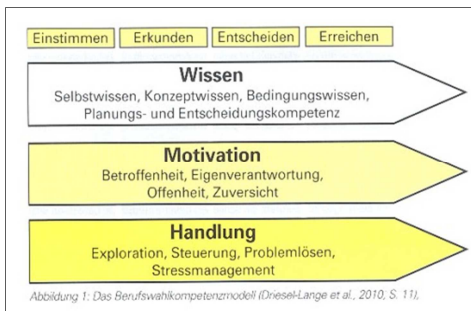 Einstimmen Erkunden Entscheiden Erreichen
Wissen
Selbstwissen, Konzeptwissen, Bedingungswissen,
Planungs- und Entscheidungskompetenz
Motivation
Betroffenheit, Eigenverantwortung,
Offenheit, Zuversicht
Handlung
Exploration, Steuerung, Problemlösen,
Stressmanagement
Abbildung 1: Das Berufswahlkompetenzmodell (Driesel-Lange et al., 2010, S. 11),